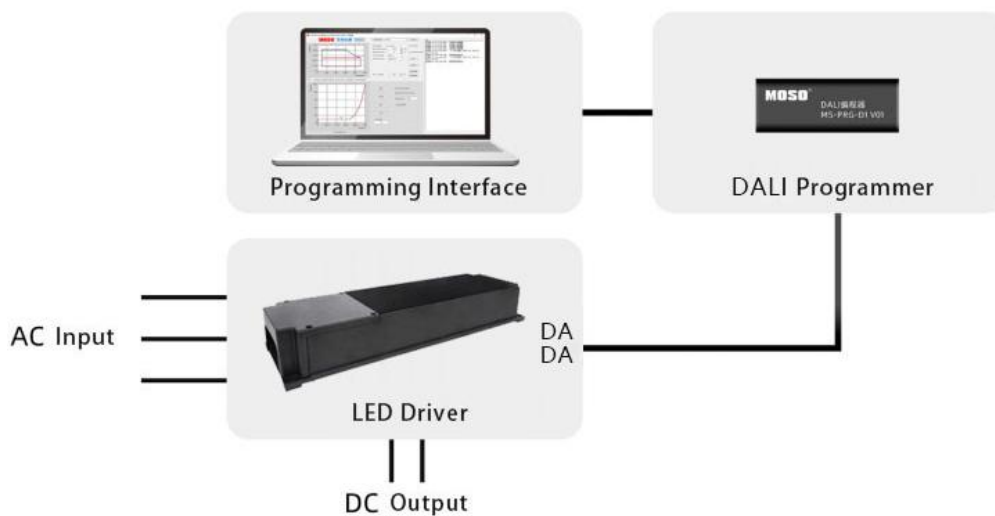 MOSO
DALI编程器
MS-PRG-D1 V01
Programming Interface
DALI Programmer
AC Input
DA
DA
LED Driver
DC Output